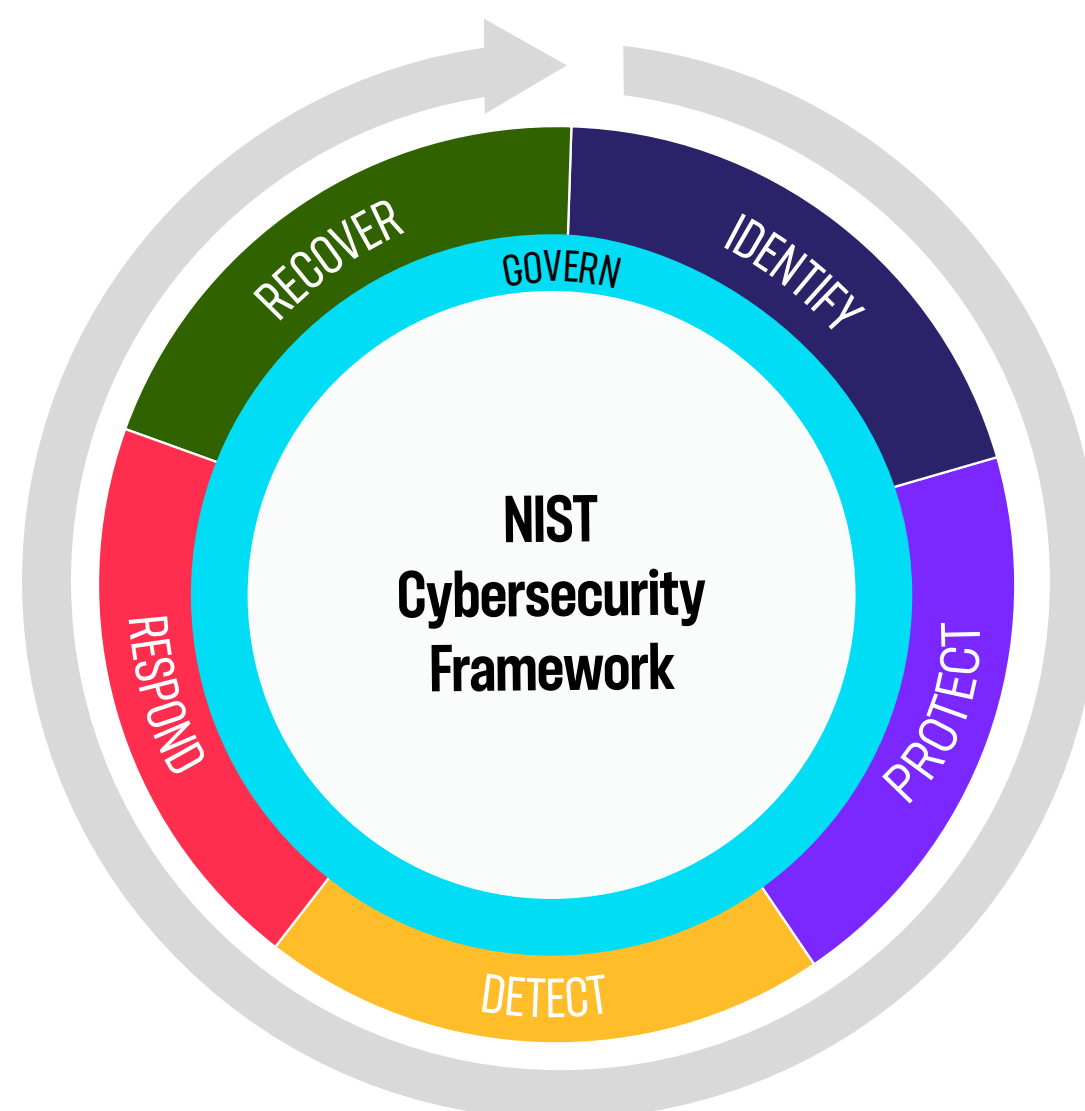 RECOVER
IDENTIFY
GOVERN
NIST
Cybersecurity
Framework
RESPOND
PROTECT
DETECT